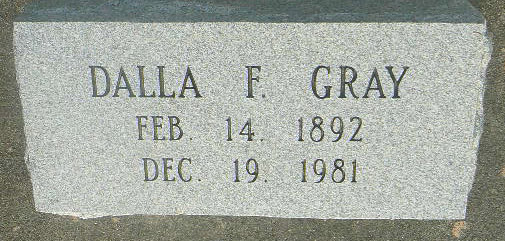 DALLA F. GRAY
FEB. 14. 1892
DEC. 19. 1981